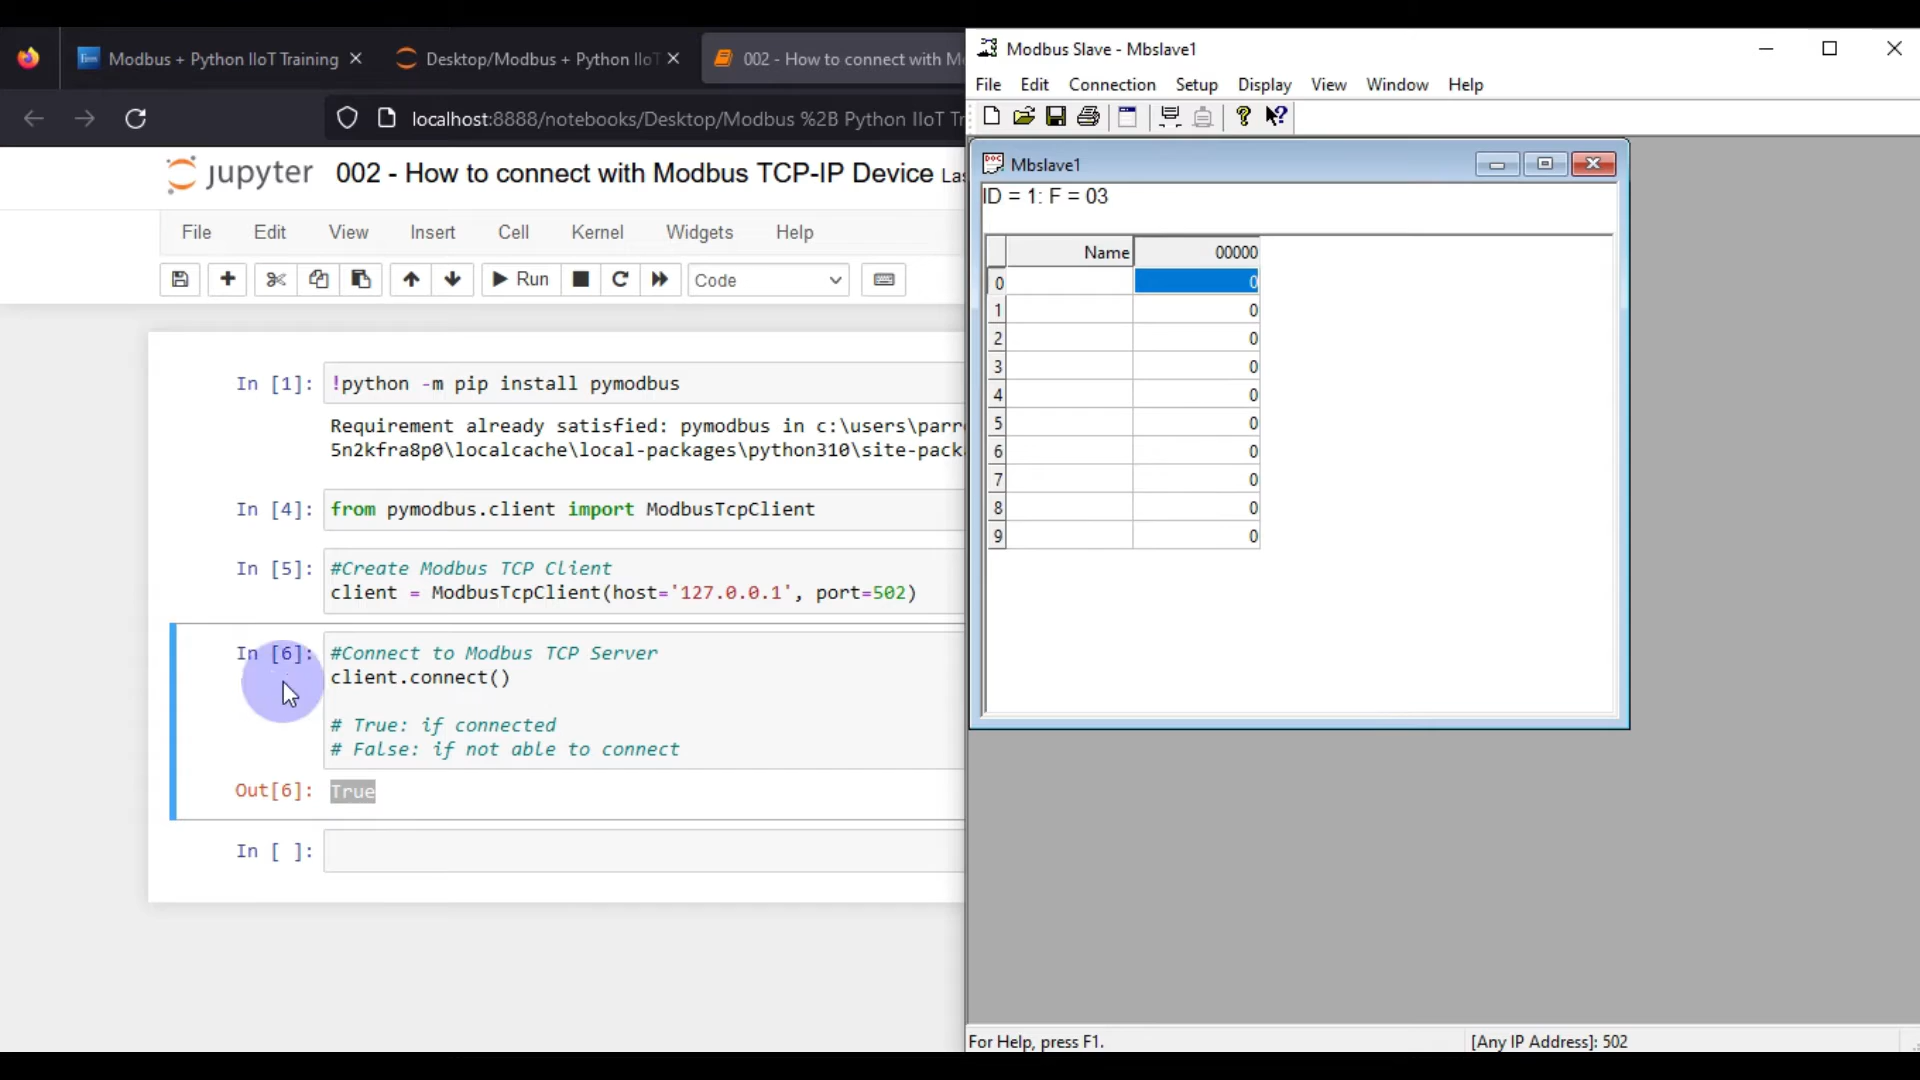 Modbus + Python IIoT Training
Desktop/Modbus + Python IIoT
002 - How to connect with M
localhost:8888/notebooks/Desktop/Modbus %2B Python IIoT Tr
jupyter 002 - How to connect with Modbus TCP-IP Device Las
File Edit View Insert Cell Kernel Widgets Help
Run Code
In [1]: !python -m pip install pymodbus
Requirement already satisfied: pymodbus in c:\users\parr
5n2kfra8p0\localcache\local-packages\python310\site-pack
In [4]: from pymodbus.client import ModbusTcpClient
In [5]: #Create Modbus TCP Client
client = ModbusTcpClient(host='127.0.0.1', port=502)
In [6]: #Connect to Modbus TCP Server
client.connect()
# True: if connected
# False: if not able to connect
Out[6]: True
In [ ]:
Modbus Slave - Mbslave1
File Edit Connection Setup Display View Window Help
Mbslave1
ID = 1: F = 03
Name 00000
0 0
1 0
2 0
3 0
4 0
5 0
6 0
7 0
8 0
9 0
For Help, press F1. [Any IP Address]: 502